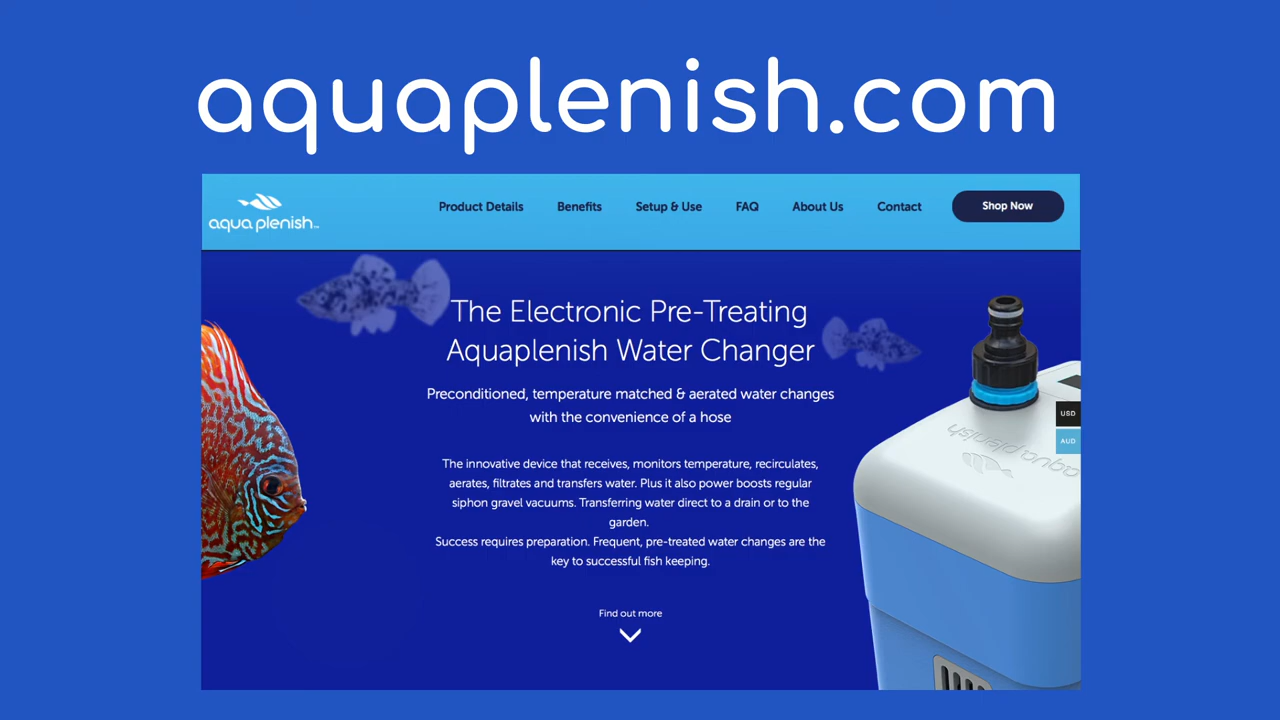 aquaplenish.com
aqua plenish
Product Details
Benefits
Setup & Use
FAQ
About Us
Contact
Shop Now
The Electronic Pre-Treating
Aquaplenish Water Changer
Preconditioned, temperature matched & aerated water changes
with the convenience of a hose
The innovative device that receives, monitors temperature, recirculates,
aerates, filtrates and transfers water. Plus it also power boosts regular
siphon gravel vacuums. Transferring water direct to a drain or to the
garden.
Success requires preparation. Frequent, pre-treated water changes are the
key to successful fish keeping.
Find out more
USD
AUD
aquaplenish